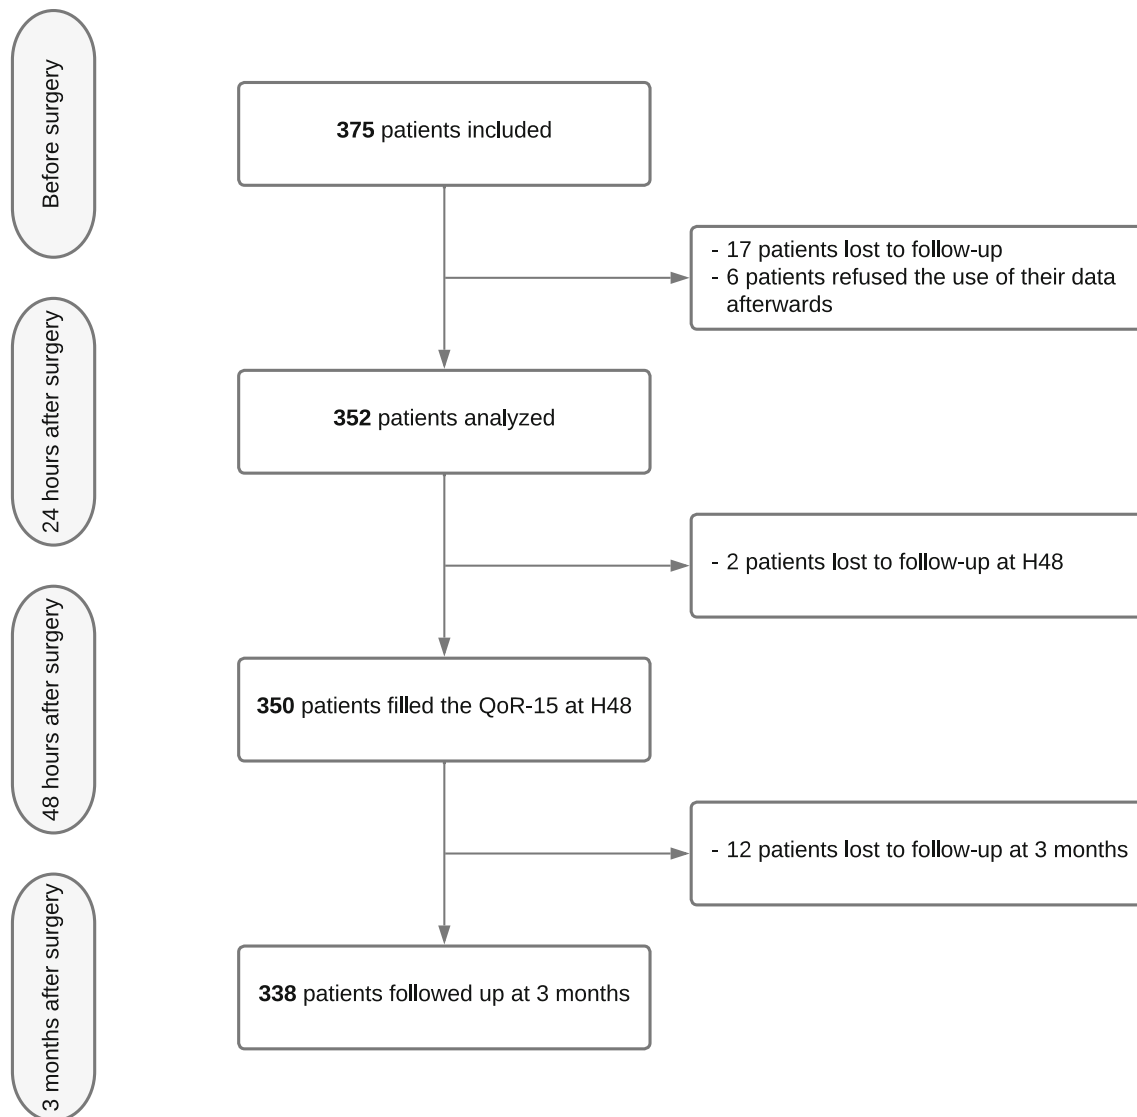 Before surgery
375 patients included
- 17 patients lost to follow-up
- 6 patients refused the use of their data
afterwards
24 hours after surgery
352 patients analyzed
- 2 patients lost to follow-up at H48
48 hours after surgery
350 patients filled the QoR-15 at H48
- 12 patients lost to follow-up at 3 months
3 months after surgery
338 patients followed up at 3 months